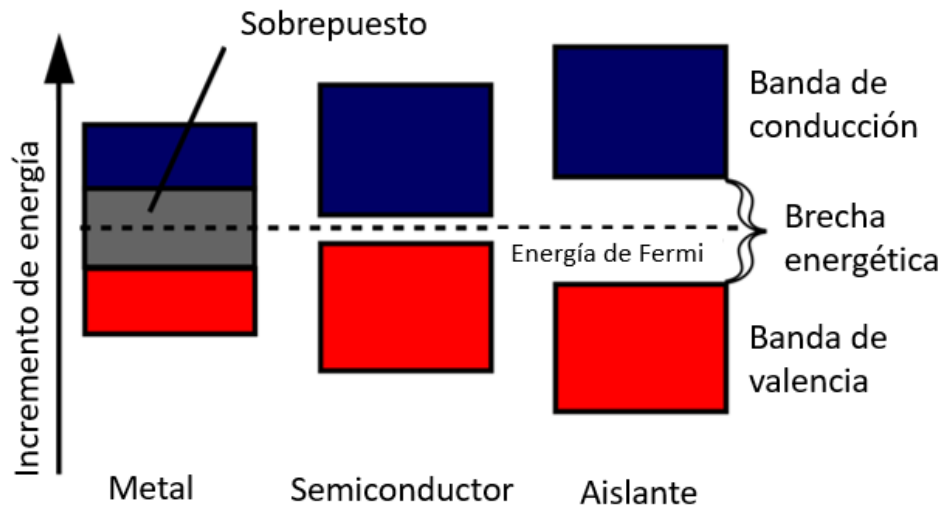 Sobrepuesto
Incremento de energía
Banda de
conducción
Brecha
energética
Energía de Fermi
Banda de
valencia
Metal
Semiconductor
Aislante